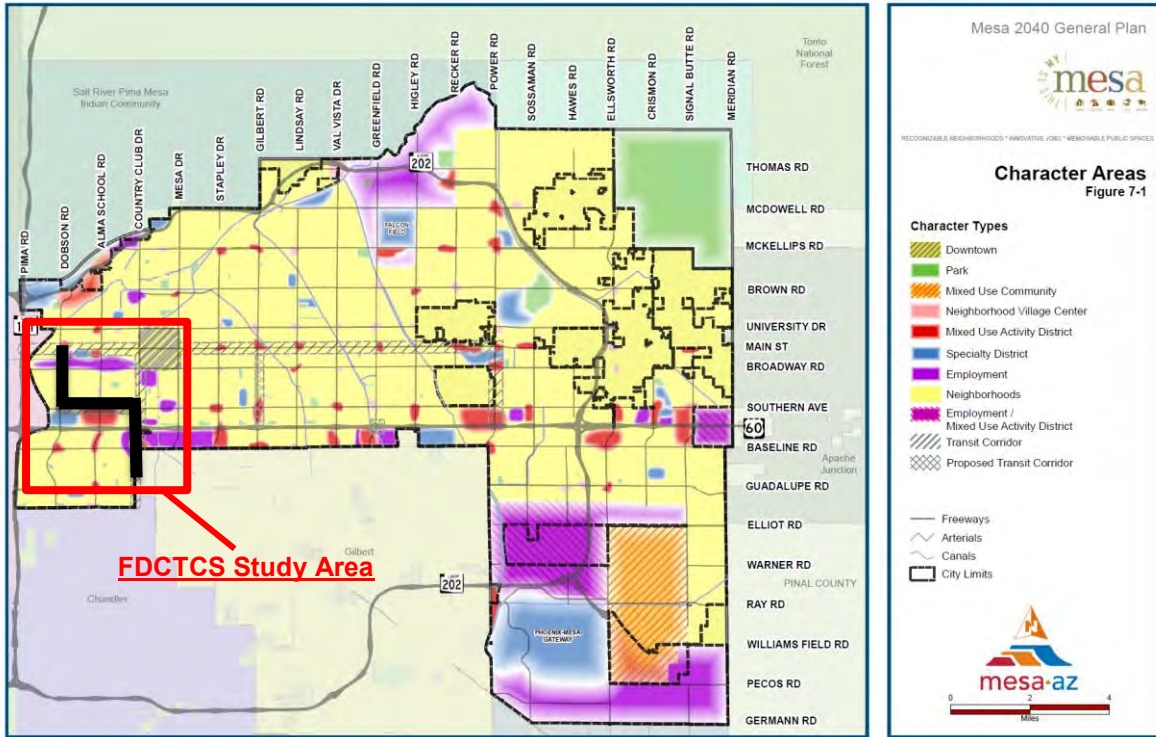 Tonto
National
Forest
Salt River Pima Mesa
Indian Community
PIMA RD
DOBSON RD
ALMA SCHOOL RD
COUNTRY CLUB DR
MESA DR
STAPLEY DR
GILBERT RD
LINDSAY RD
VAL VISTA DR
GREENFIELD RD
HIGLEY RD
RECKER RD
POWER RD
SOSSAMAN RD
HAWES RD
ELLSWORTH RD
CRISMON RD
SIGNAL BUTTE RD
MERIDIAN RD
202
THOMAS RD
MCDOWELL RD
FALCON
FIELD
MCKELLIPS RD
BROWN RD
UNIVERSITY DR
MAIN ST
BROADWAY RD
SOUTHERN AVE
60
BASELINE RD
Apache
Junction
GUADALUPE RD
ELLIOT RD
WARNER RD
PINAL COUNTY
RAY RD
WILLIAMS FIELD RD
PECOS RD
GERMANN RD
FDCTCS Study Area
Gilbert
Chandler
202
PHOENIX-MESA
GATEWAY
Mesa 2040 General Plan
THIS IS MY
mesa
RECOGNIZABLE NEIGHBORHOODS * INNOVATIVE JOBS * MEMORABLE PUBLIC SPACES
Character Areas
Figure 7-1
Character Types
Downtown
Park
Mixed Use Community
Neighborhood Village Center
Mixed Use Activity District
Specialty District
Employment
Neighborhoods
Employment /
Mixed Use Activity District
Transit Corridor
Proposed Transit Corridor
Freeways
Arterials
Canals
City Limits
N
mesa·az
0 2 4
Miles